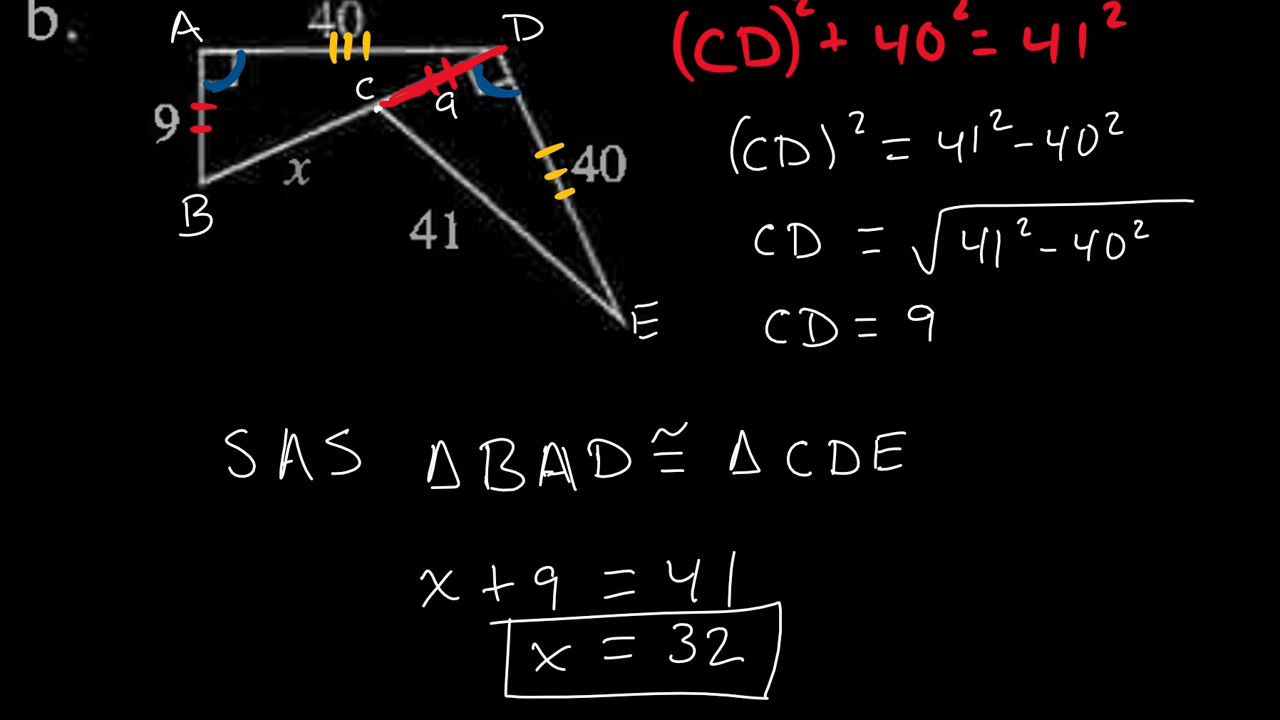 b.
A 40 D
(CD)² + 40² = 41²
C
9
9
(CD)² = 41² - 40²
x
40
B
41
CD = √41² - 40²
E
CD = 9
SAS ΔBAD ≅ ΔCDE
x + 9 = 41
x = 32